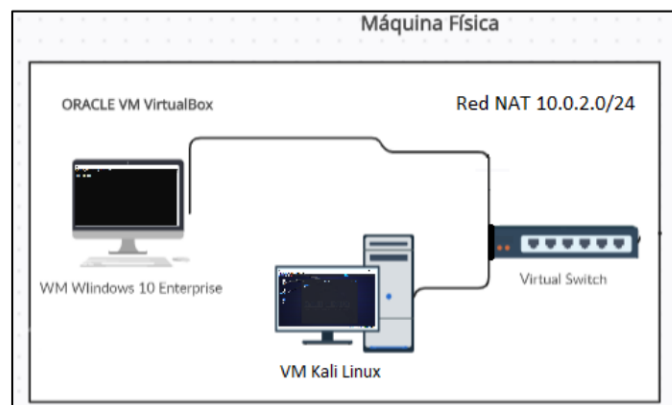 Máquina Física
ORACLE VM VirtualBox
Red NAT 10.0.2.0/24
WM WIindows 10 Enterprise
Virtual Switch
VM Kali Linux